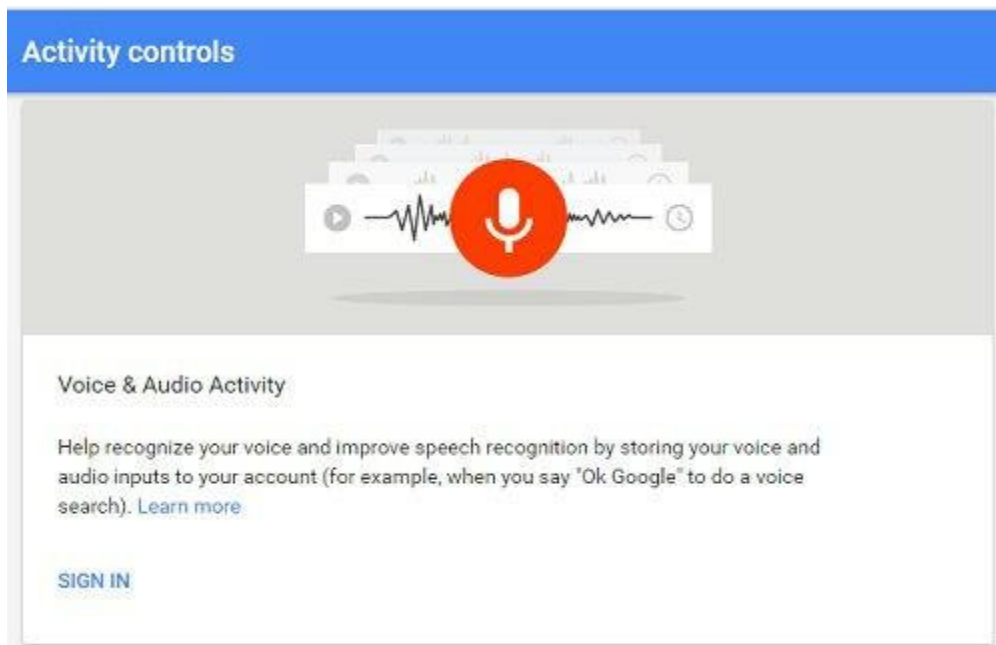 Activity controls
Voice & Audio Activity
Help recognize your voice and improve speech recognition by storing your voice and
audio inputs to your account (for example, when you say "Ok Google" to do a voice
search). Learn more
SIGN IN